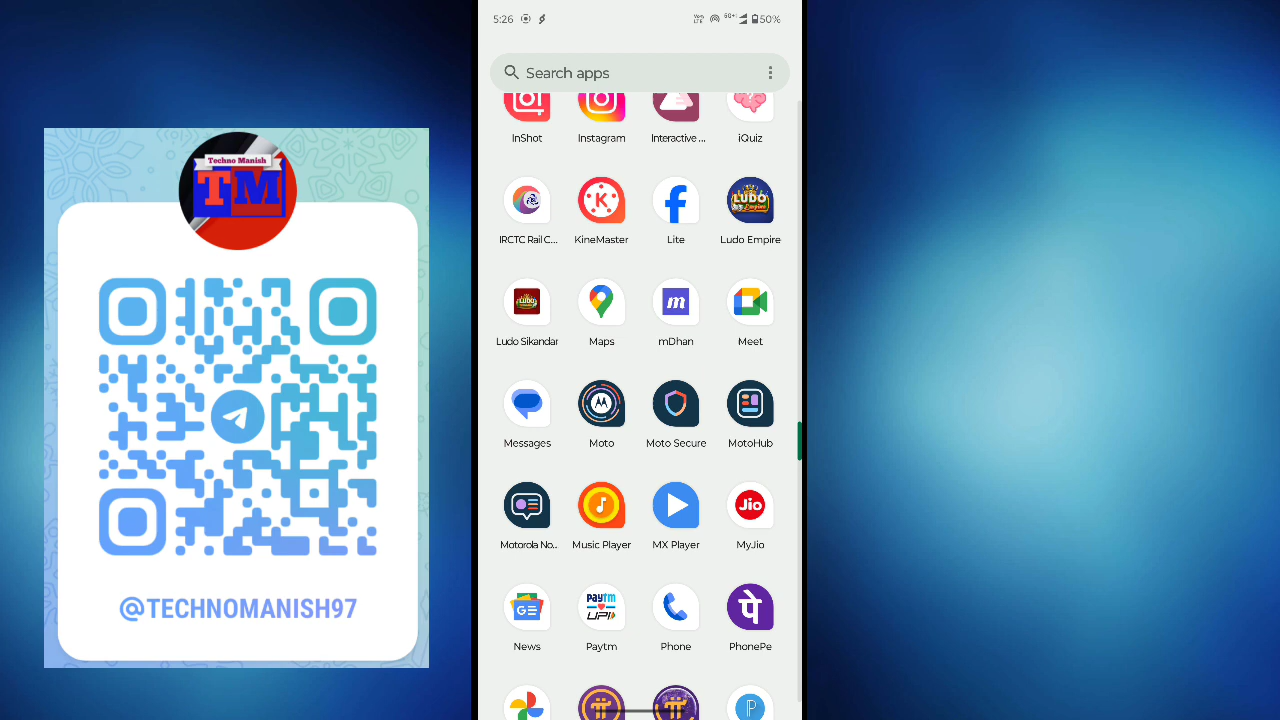 Techno Manish
TM
@TECHNOMANISH97
5:26
50%
Search apps
InShot
Instagram
Interactive ...
iQuiz
IRCTC Rail C...
KineMaster
Lite
Ludo Empire
Ludo Sikandar
Maps
mDhan
Meet
Messages
Moto
Moto Secure
MotoHub
Motorola No...
Music Player
MX Player
MyJio
News
Paytm
Phone
PhonePe